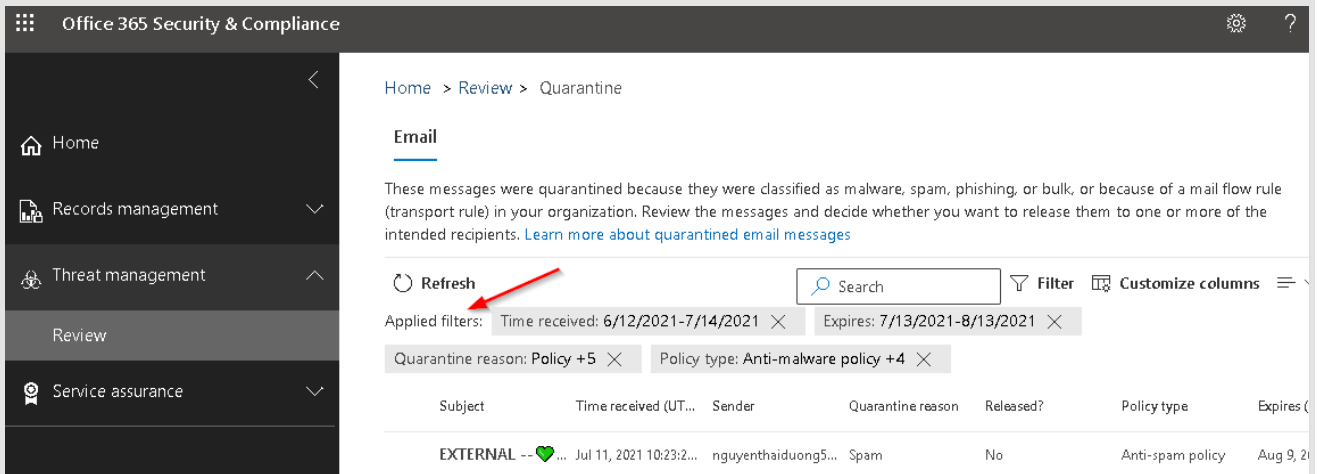 Office 365 Security & Compliance
?
Home > Review > Quarantine
Email
Home
These messages were quarantined because they were classified as malware, spam, phishing, or bulk, or because of a mail flow rule
Records management
(transport rule) in your organization. Review the messages and decide whether you want to release them to one or more of the
intended recipients. Learn more about quarantined email messages
Threat management
Refresh
Search
Filter
Customize columns
Applied filters: Time received: 6/12/2021-7/14/2021 Expires: 7/13/2021-8/13/2021
Review
Quarantine reason: Policy +5 Policy type: Anti-malware policy +4
Service assurance
Subject Time received (UT... Sender Quarantine reason Released? Policy type Expires (
EXTERNAL --💚... Jul 11, 2021 10:23:2... nguyenthaiduong5... Spam No Anti-spam policy Aug 9,